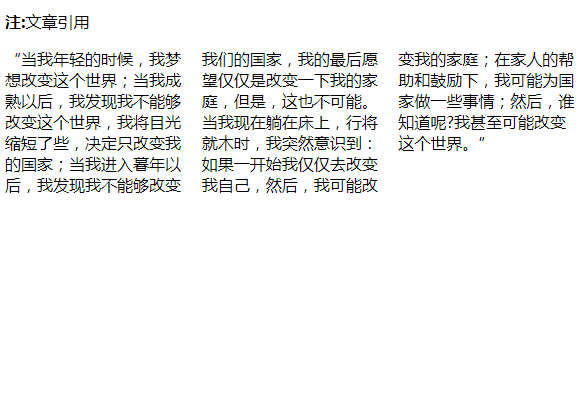 注:文章引用
“当我年轻的时候，我梦
想改变这个世界；当我成
熟以后，我发现我不能够
改变这个世界，我将目光
缩短了些，决定只改变我
的国家；当我进入暮年以
后，我发现我不能够改变
我们的国家，我的最后愿
望仅仅是改变一下我的家
庭，但是，这也不可能。
当我现在躺在床上，行将
就木时，我突然意识到：
如果一开始我仅仅去改变
我自己，然后，我可能改
变我的家庭；在家人的帮
助和鼓励下，我可能为国
家做一些事情；然后，谁
知道呢?我甚至可能改变
这个世界。”